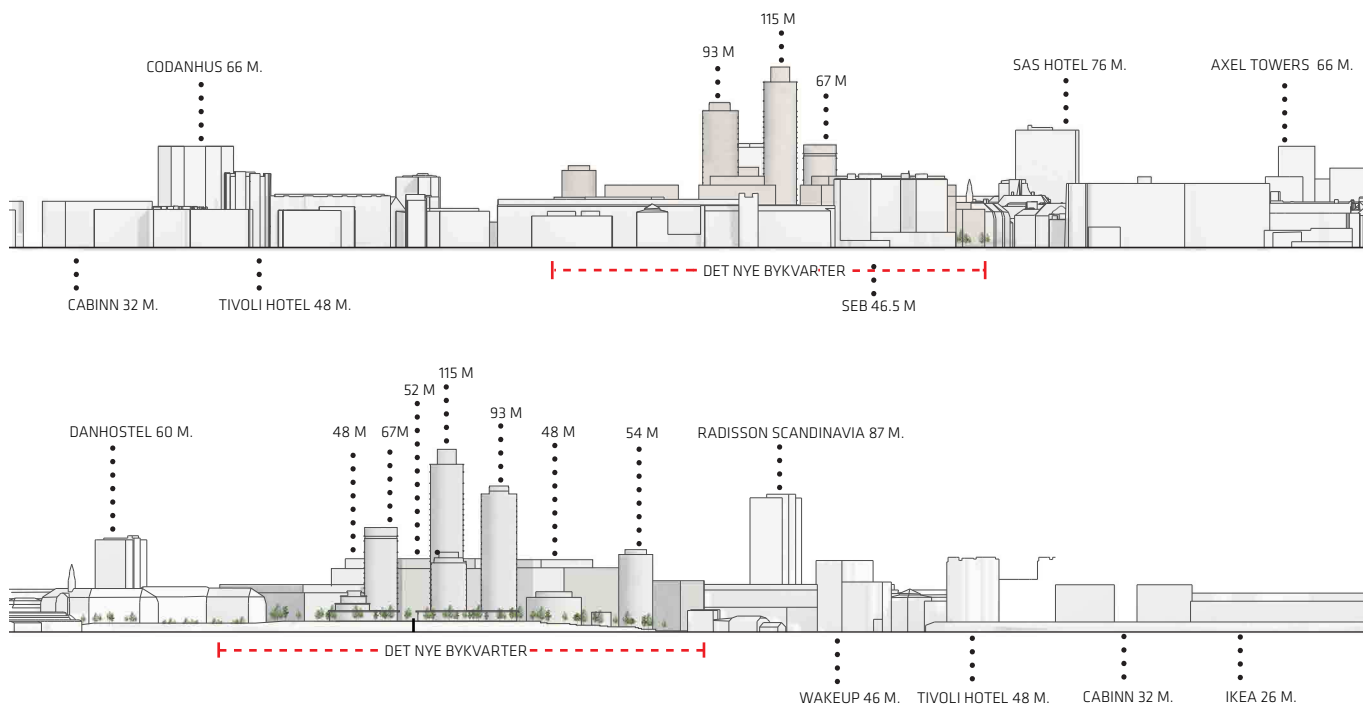 115 M
93 M
CODANHUS 66 M.
SAS HOTEL 76 M.
AXEL TOWERS 66 M.
67 M
DET NYE BYKVARTER
CABINN 32 M.
TIVOLI HOTEL 48 M.
SEB 46.5 M
115 M
52 M
93 M
DANHOSTEL 60 M.
48 M
67M
48 M
54 M
RADISSON SCANDINAVIA 87 M.
DET NYE BYKVARTER
WAKEUP 46 M.
TIVOLI HOTEL 48 M.
CABINN 32 M.
IKEA 26 M.